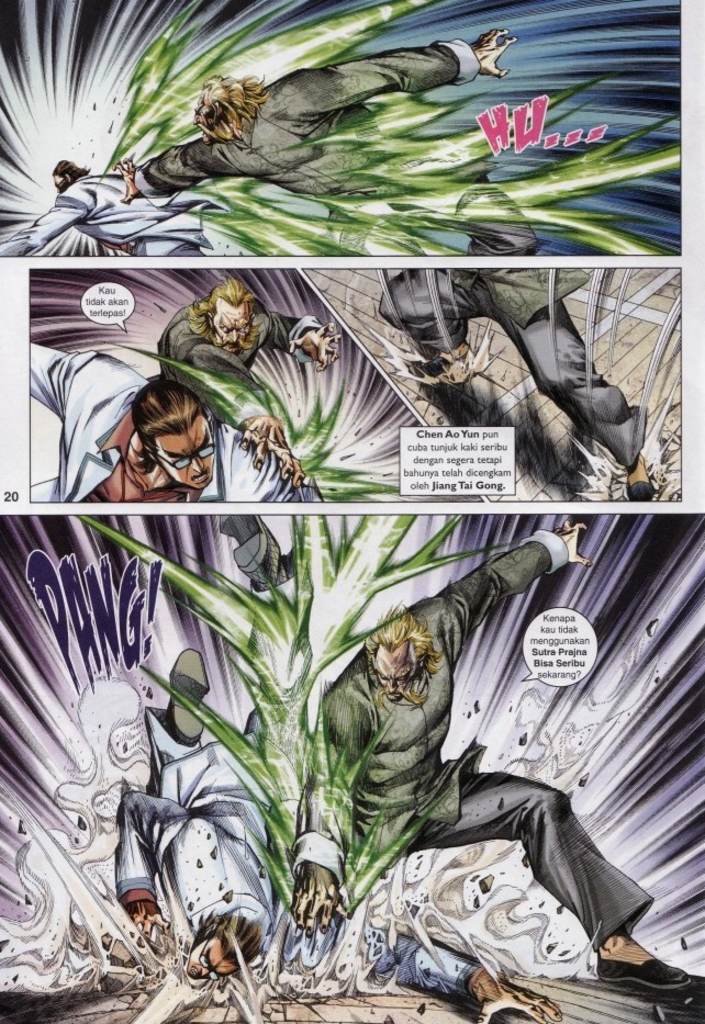 HU...
Kau
tidak akan
terlepas!
Chen Ao Yun pun
cuba tungkuk kaki seribu
dengan segera tetapi
bahunya telah dicengkam
oleh Jiang Tai Gong.
20
PANG!
Kenapa
kau tidak
menggunakan
Sutra Prajna
Bisa Seribu
sekarang?